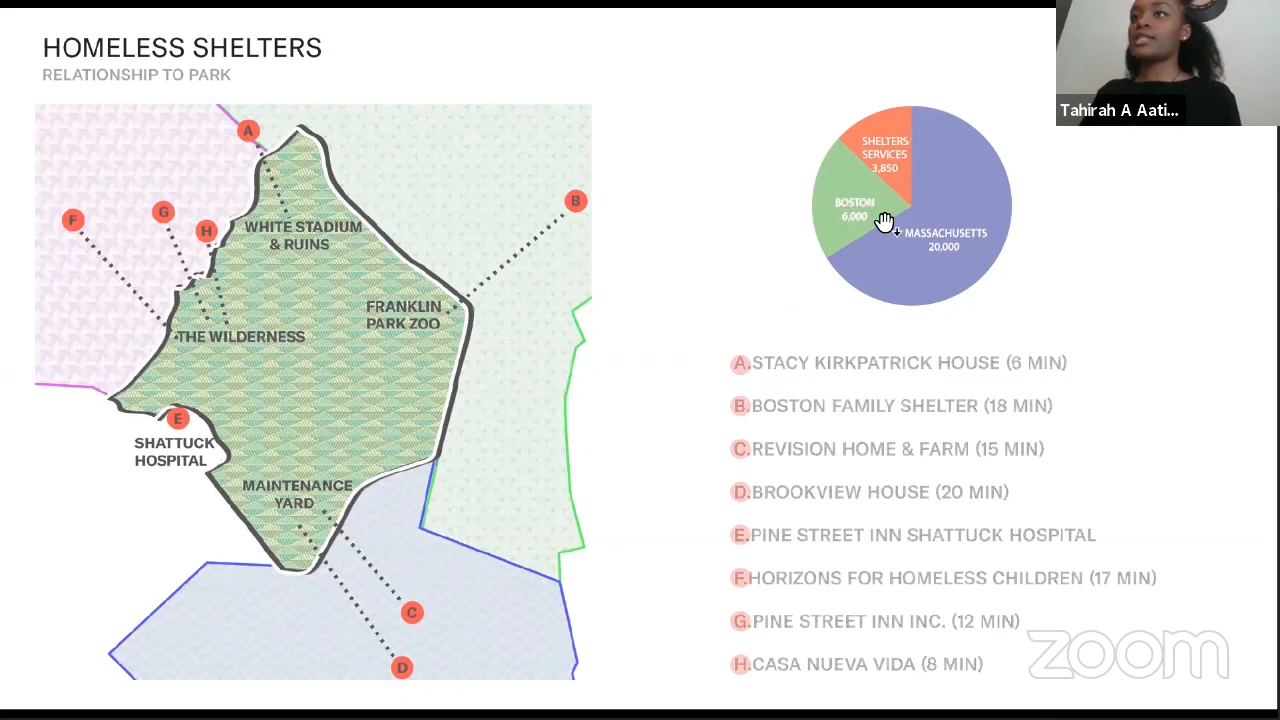 HOMELESS SHELTERS
RELATIONSHIP TO PARK
Tahirah A Aati...
A
B
F
G
H
WHITE STADIUM
& RUINS
FRANKLIN
PARK ZOO
THE WILDERNESS
E
SHATTUCK
HOSPITAL
MAINTENANCE
YARD
C
D
SHELTERS/
SERVICES
3,850
BOSTON
6,000
MASSACHUSETTS
20,000
A.STACY KIRKPATRICK HOUSE (6 MIN)
B.BOSTON FAMILY SHELTER (18 MIN)
C.REVISION HOME & FARM (15 MIN)
D.BROOKVIEW HOUSE (20 MIN)
E.PINE STREET INN SHATTUCK HOSPITAL
F.HORIZONS FOR HOMELESS CHILDREN (17 MIN)
G.PINE STREET INN INC. (12 MIN)
H.CASA NUEVA VIDA (8 MIN)
zoom